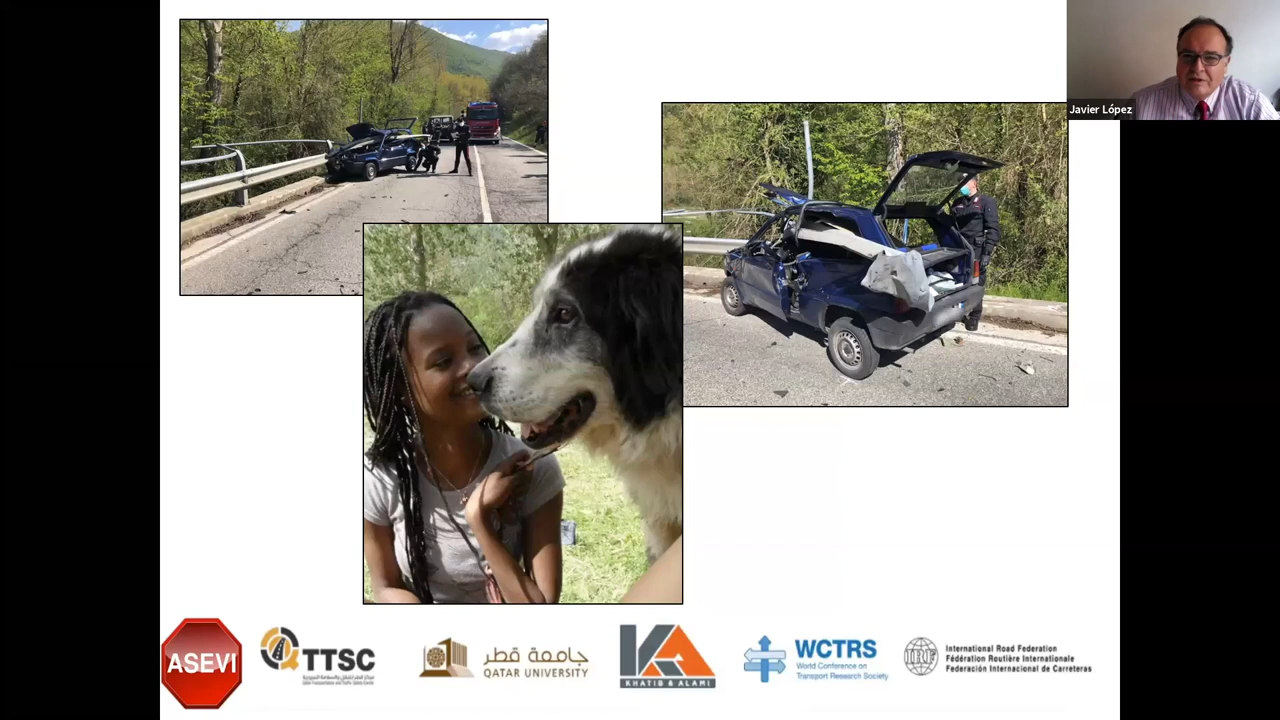 Javier López
ASEVI
TTSC
جامعة قطر
QATAR UNIVERSITY
KHATIB & ALAMI
WCTRS
World Conference on
Transport Research Society
IRF
International Road Federation
Fédération Routière Internationale
Federación Internacional de Carreteras